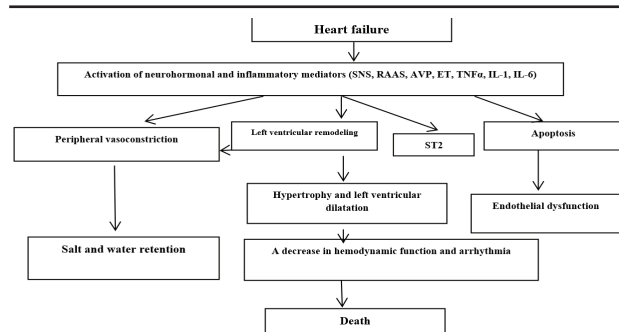 Heart failure
Activation of neurohormonal and inflammatory mediators (SNS, RAAS, AVP, ET, TNFα, IL-1, IL-6)
Peripheral vasoconstriction
Left ventricular remodeling
ST2
Apoptosis
Hypertrophy and left ventricular
dilatation
Endothelial dysfunction
Salt and water retention
A decrease in hemodynamic function and arrhythmia
Death